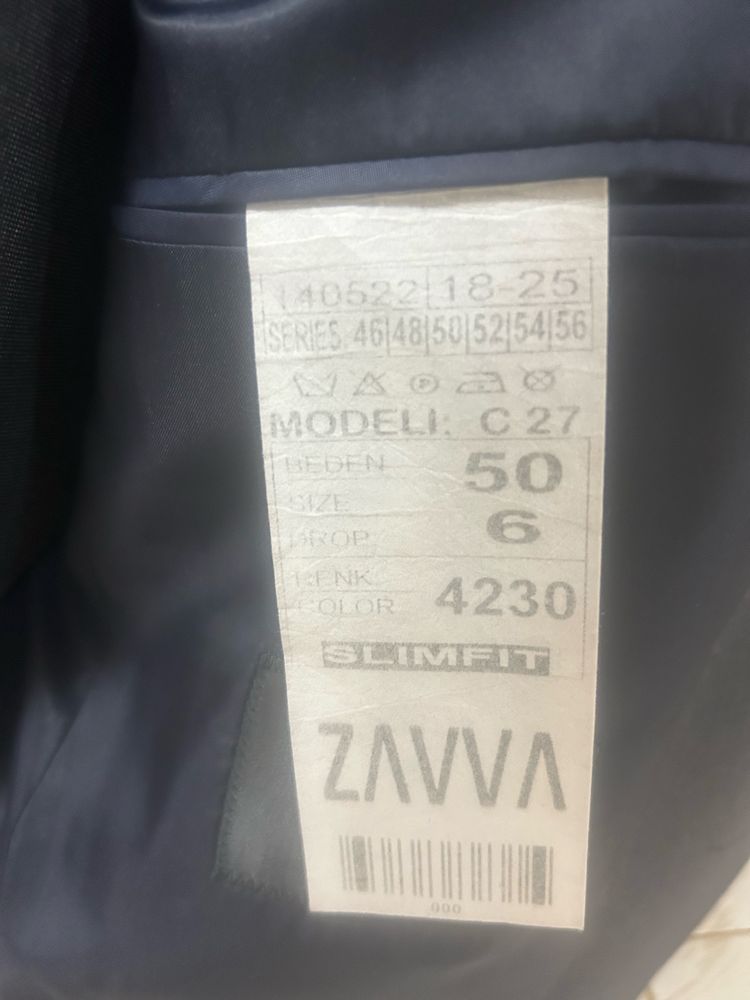 140522 18-25
SERIES. 46 48 50 52 54 56
MODELI: C 27
BEDEN 50
SIZE
DROP 6
RENK
COLOR 4230
SLIMFIT
ZAVVA
000